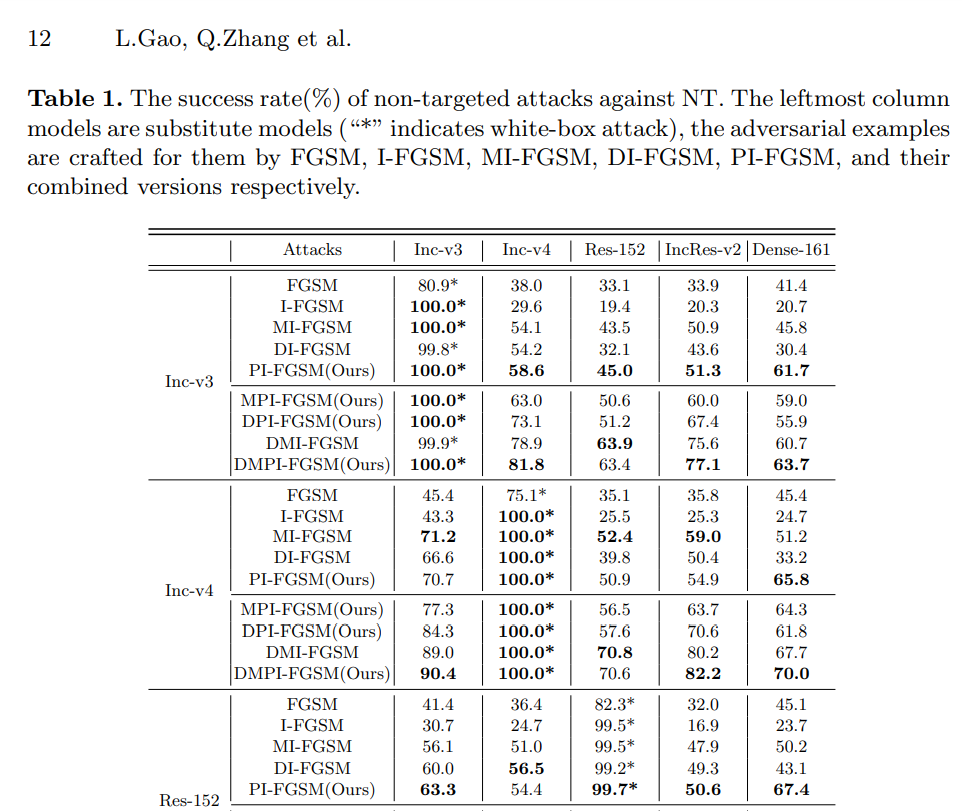 12 L.Gao, Q.Zhang et al.
Table 1. The success rate(%) of non-targeted attacks against NT. The leftmost column
models are substitute models (“*” indicates white-box attack), the adversarial examples
are crafted for them by FGSM, I-FGSM, MI-FGSM, DI-FGSM, PI-FGSM, and their
combined versions respectively.
Attacks Inc-v3 Inc-v4 Res-152 IncRes-v2 Dense-161
FGSM 80.9* 38.0 33.1 33.9 41.4
I-FGSM 100.0* 29.6 19.4 20.3 20.7
MI-FGSM 100.0* 54.1 43.5 50.9 45.8
DI-FGSM 99.8* 54.2 32.1 43.6 30.4
PI-FGSM(Ours) 100.0* 58.6 45.0 51.3 61.7
Inc-v3
MPI-FGSM(Ours) 100.0* 63.0 50.6 60.0 59.0
DPI-FGSM(Ours) 100.0* 73.1 51.2 67.4 55.9
DMI-FGSM 99.9* 78.9 63.9 75.6 60.7
DMPI-FGSM(Ours) 100.0* 81.8 63.4 77.1 63.7
FGSM 45.4 75.1* 35.1 35.8 45.4
I-FGSM 43.3 100.0* 25.5 25.3 24.7
MI-FGSM 71.2 100.0* 52.4 59.0 51.2
DI-FGSM 66.6 100.0* 39.8 50.4 33.2
PI-FGSM(Ours) 70.7 100.0* 50.9 54.9 65.8
Inc-v4
MPI-FGSM(Ours) 77.3 100.0* 56.5 63.7 64.3
DPI-FGSM(Ours) 84.3 100.0* 57.6 70.6 61.8
DMI-FGSM 89.0 100.0* 70.8 80.2 67.7
DMPI-FGSM(Ours) 90.4 100.0* 70.6 82.2 70.0
FGSM 41.4 36.4 82.3* 32.0 45.1
I-FGSM 30.7 24.7 99.5* 16.9 23.7
MI-FGSM 56.1 51.0 99.5* 47.9 50.2
DI-FGSM 60.0 56.5 99.2* 49.3 43.1
PI-FGSM(Ours) 63.3 54.4 99.7* 50.6 67.4
Res-152